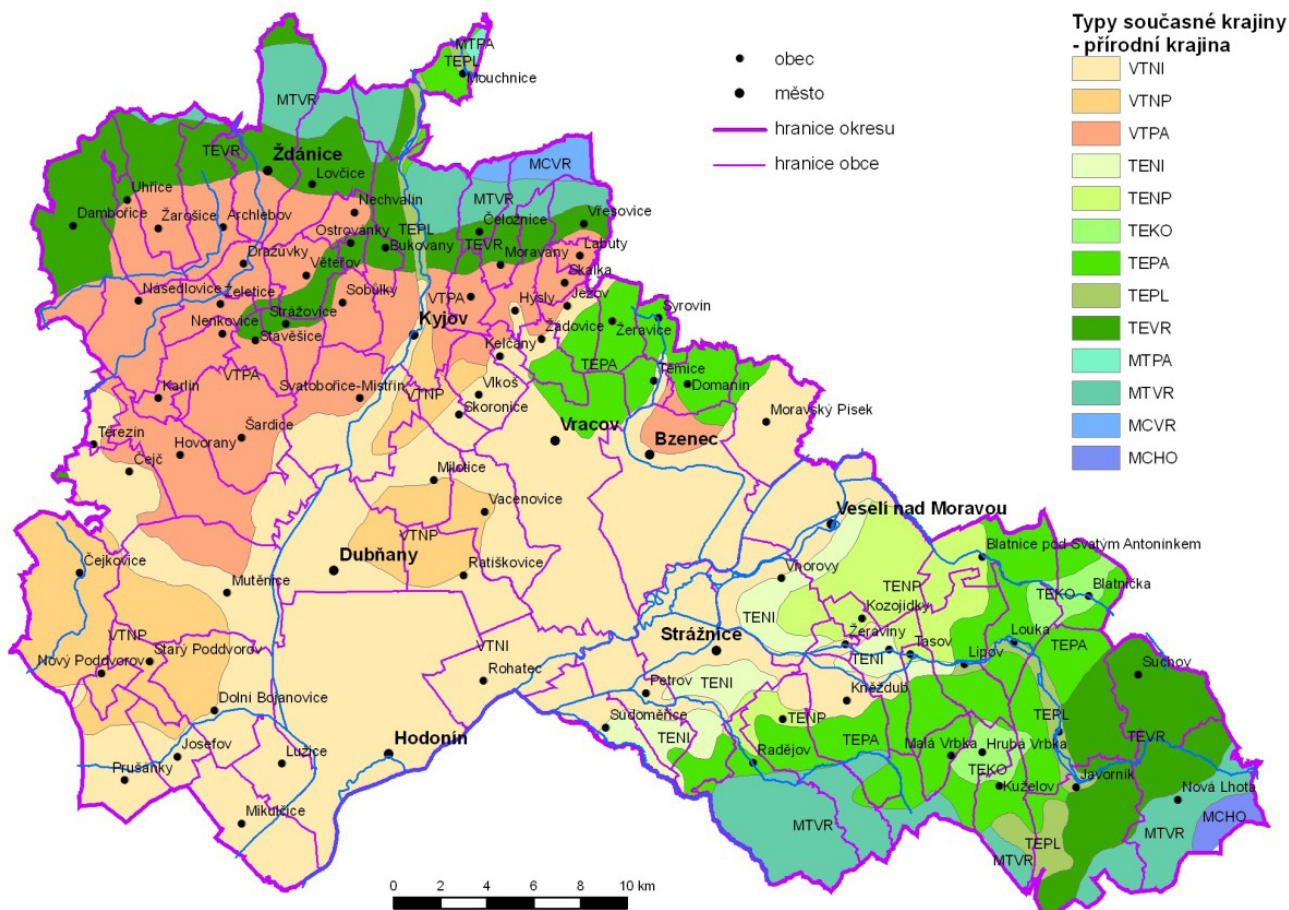 Typy současné krajiny
- přírodní krajina
VTNI
VTNP
VTPA
TENI
TENP
TEKO
TEPA
TEPL
TEVR
MTPA
MTVR
MCVR
MCHO
obec
město
hranice okresu
hranice obce
MTPA
TEPL
Mouchnice
MTVR
TEVR
Ždánice
Lovčice
MCVR
MTVR
Uhřice
Dambořice
Žarošice
Archlebov
Nechvalín
Ostrovánky
TEPL
Bukovany
Čeložnice
TEVR
Moravany
Vřesovice
Labuty
Dražůvky
Věteřov
Skalka
Násedlovice
Želetice
Sobůlky
VTPA
Hýsly
Ježov
Strážovice
Nenkovice
Stavěšice
Kyjov
Žádovice
Žeravice
Syrovín
Kelčany
TEPA
VTPA
Karlín
Svatobořice-Mistřín
VTNP
Vlkoš
Skoronice
Těmice
Domanín
Moravský Písek
Terezín
Hovorany
Šardice
Čejč
Vracov
Bzenec
Milotice
Vacenovice
VTNP
Dubňany
Ratíškovice
Veselí nad Moravou
Čejkovice
Mutěnice
Vnorovy
Blatnice pod Svatým Antonínkem
TENP
TEKO
Blatnička
TENI
Kozojídky
VTNP
Starý Poddvorov
Nový Poddvorov
VTNI
Rohatec
Strážnice
Žeraviny
TENI
Tasov
Louka
Lipov
TEPA
Suchov
Dolní Bojanovice
Petrov
TENI
Kněždub
TENP
Sudoměřice
TENI
Radějov
TEPA
Malá Vrbka
Hrubá Vrbka
TEKO
Kuželov
TEPL
TEVR
Javorník
Nová Lhota
Josefov
Prušánky
Lužice
Hodonín
Mikulčice
MTVR
MTVR
TEPL
MTVR
MCHO
0 2 4 6 8 10 km